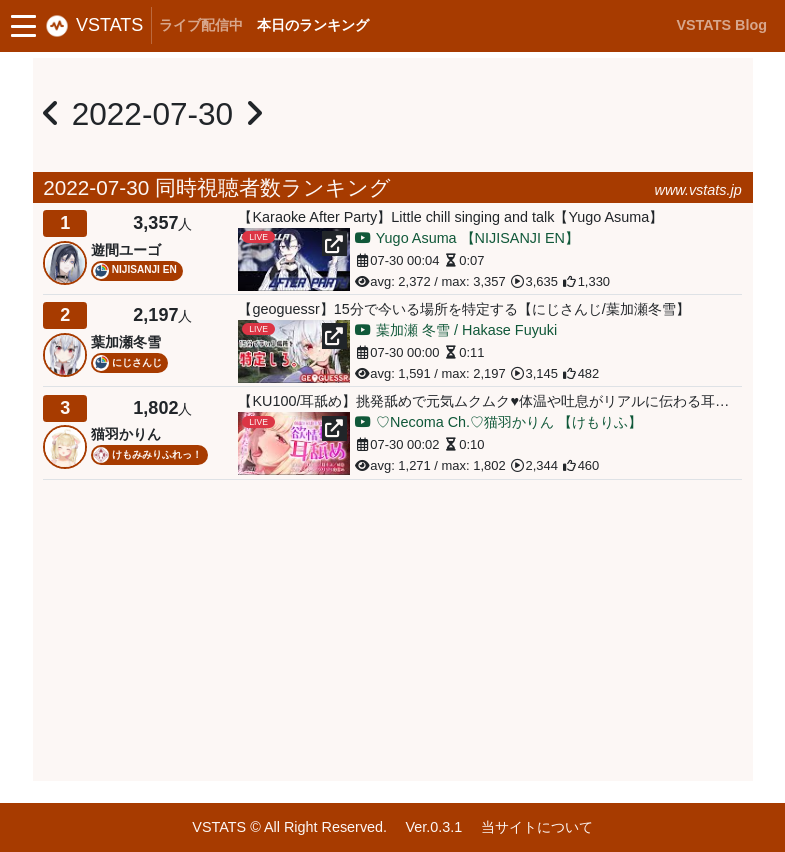 VSTATS ライブ配信中 本日のランキング VSTATS Blog
2022-07-30
2022-07-30 同時視聴者数ランキング www.vstats.jp
1 3,357人
遊間ユーゴ
NIJISANJI EN
【Karaoke After Party】Little chill singing and talk【Yugo Asuma】
LIVE
AFTER PARTY
Yugo Asuma 【NIJISANJI EN】
07-30 00:04 0:07
avg: 2,372 / max: 3,357 3,635 1,330
2 2,197人
葉加瀬冬雪
にじさんじ
【geoguessr】15分で今いる場所を特定する【にじさんじ/葉加瀬冬雪】
LIVE
特定しろ。
GEOGUESSR
葉加瀬 冬雪 / Hakase Fuyuki
07-30 00:00 0:11
avg: 1,591 / max: 2,197 3,145 482
3 1,802人
猫羽かりん
けもみみりふれっ！
【KU100/耳舐め】挑発舐めで元気ムクムク♥体温や吐息がリアルに伝わる耳…
LIVE
欲情
耳舐め
♡Necoma Ch.♡猫羽かりん 【けもりふ】
07-30 00:02 0:10
avg: 1,271 / max: 1,802 2,344 460
VSTATS © All Right Reserved. Ver.0.3.1 当サイトについて